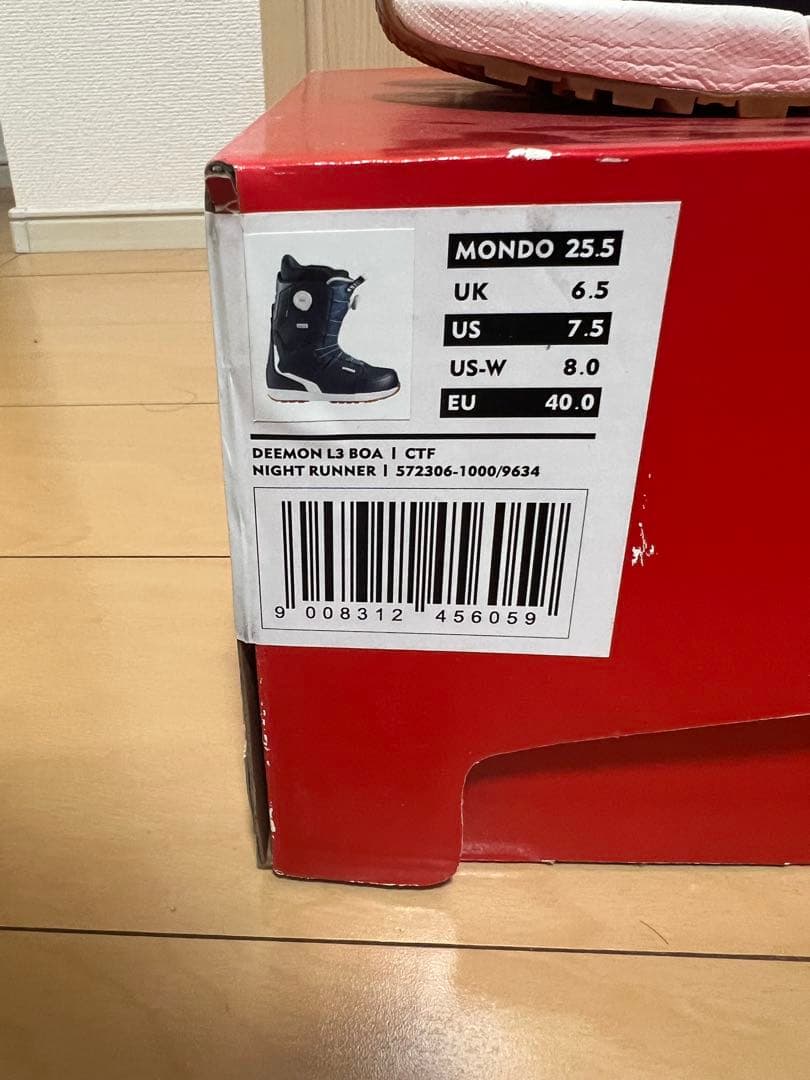 MONDO 25.5
UK 6.5
US 7.5
US-W 8.0
EU 40.0
DEEMON L3 BOA | CTF
NIGHT RUNNER | 572306-1000/9634
9 008312 456059